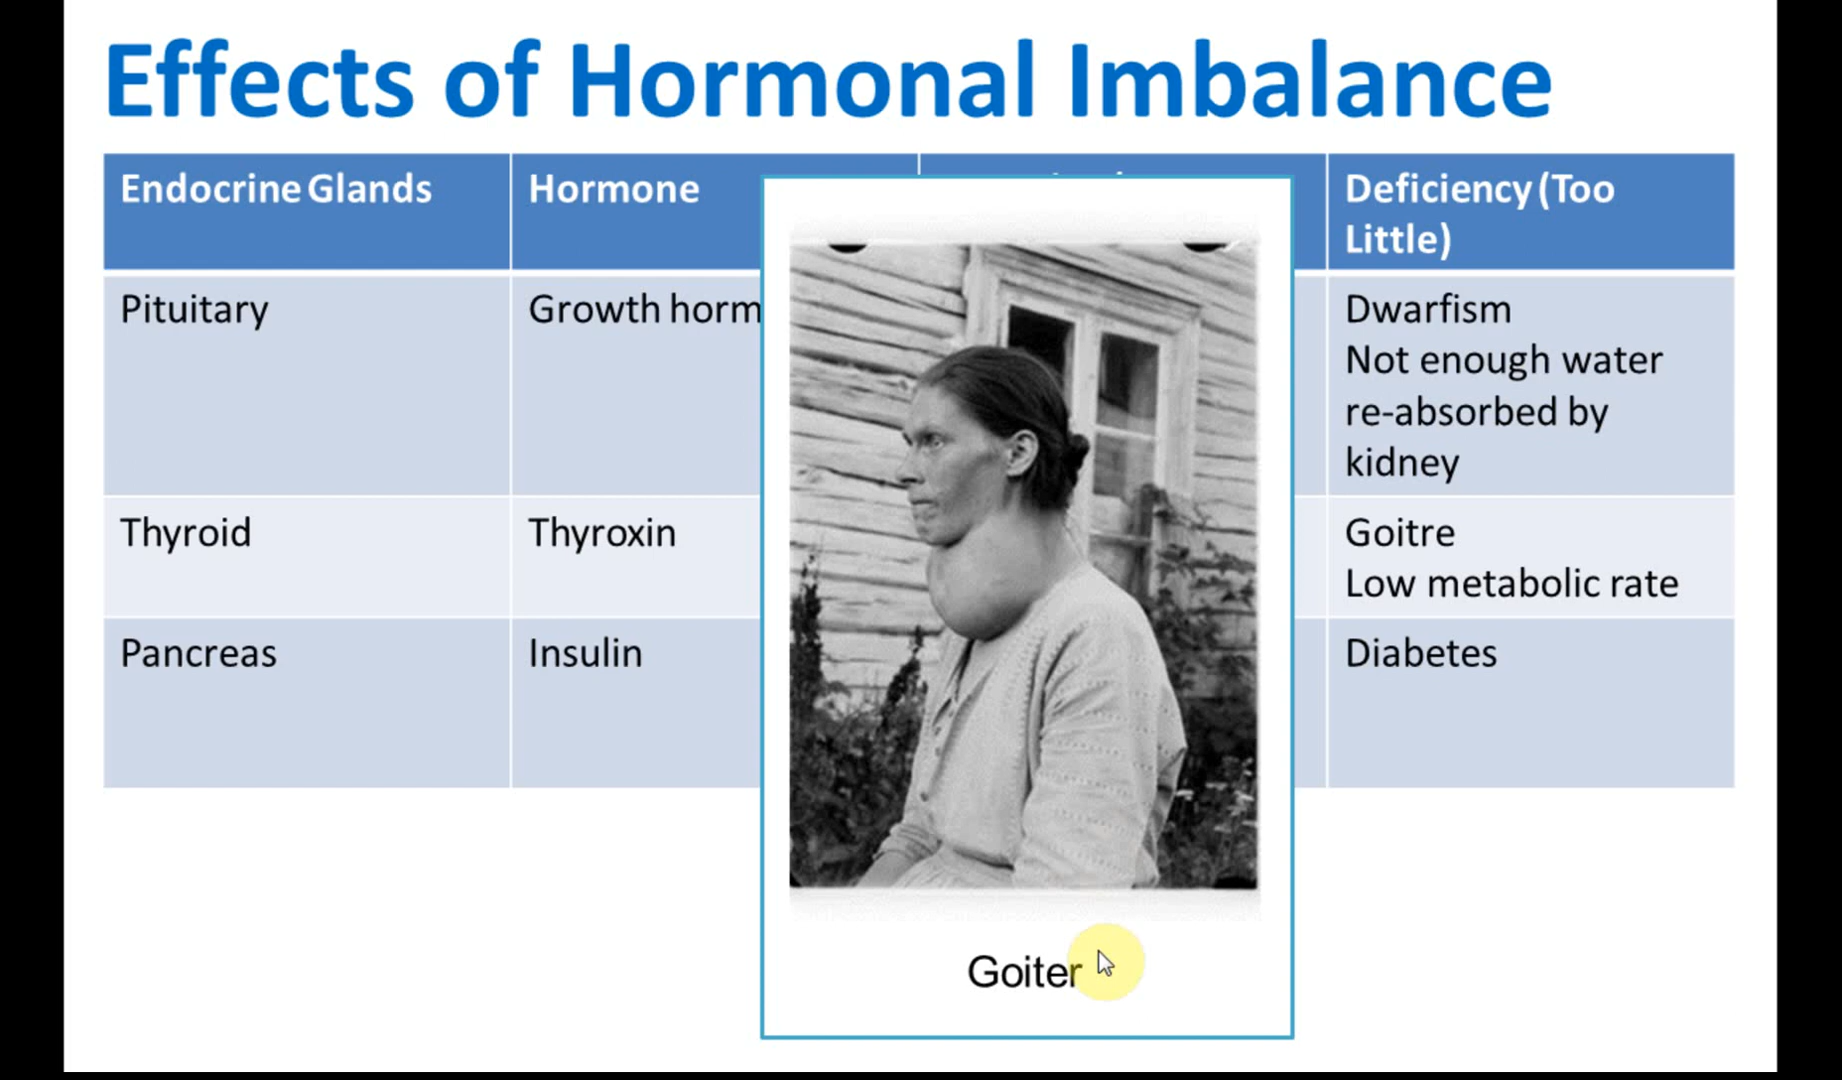 Effects of Hormonal Imbalance
Endocrine Glands
Hormone
Deficiency (Too
Little)
Pituitary
Growth horm
Dwarfism
Not enough water
re-absorbed by
kidney
Thyroid
Thyroxin
Goitre
Low metabolic rate
Pancreas
Insulin
Diabetes
Goiter